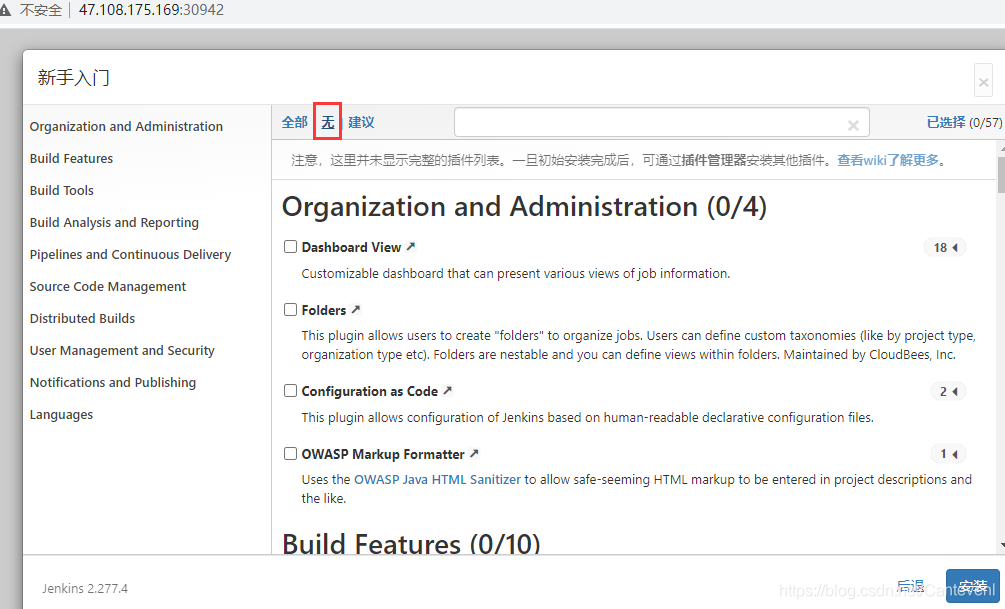 不安全 47.108.175.169:30942
新手入门
Organization and Administration
Build Features
Build Tools
Build Analysis and Reporting
Pipelines and Continuous Delivery
Source Code Management
Distributed Builds
User Management and Security
Notifications and Publishing
Languages
全部 无 建议 已选择 (0/57)
注意，这里并未显示完整的插件列表。一旦初始安装完成后，可通过插件管理器安装其他插件。查看wiki了解更多。
Organization and Administration (0/4)
Dashboard View 18
Customizable dashboard that can present various views of job information.
Folders
This plugin allows users to create "folders" to organize jobs. Users can define custom taxonomies (like by project type,
organization type etc). Folders are nestable and you can define views within folders. Maintained by CloudBees, Inc.
Configuration as Code 2
This plugin allows configuration of Jenkins based on human-readable declarative configuration files.
OWASP Markup Formatter 1
Uses the OWASP Java HTML Sanitizer to allow safe-seeming HTML markup to be entered in project descriptions and
the like.
Build Features (0/10)
Jenkins 2.277.4 后退 安装